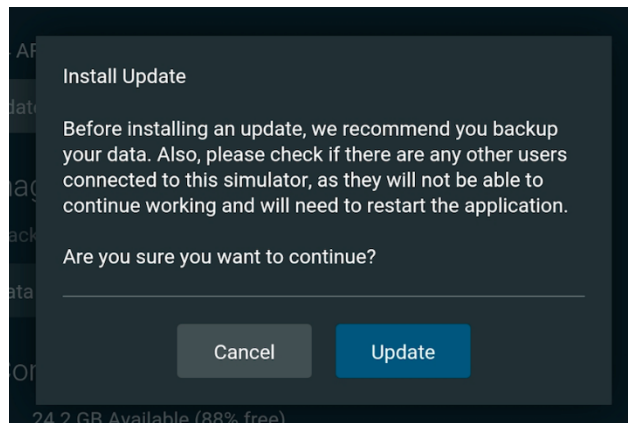 AP
Install Update
Before installing an update, we recommend you backup
your data. Also, please check if there are any other users
connected to this simulator, as they will not be able to
continue working and will need to restart the application.
Are you sure you want to continue?
Cancel
Update
24.2 GB Available (88% free)